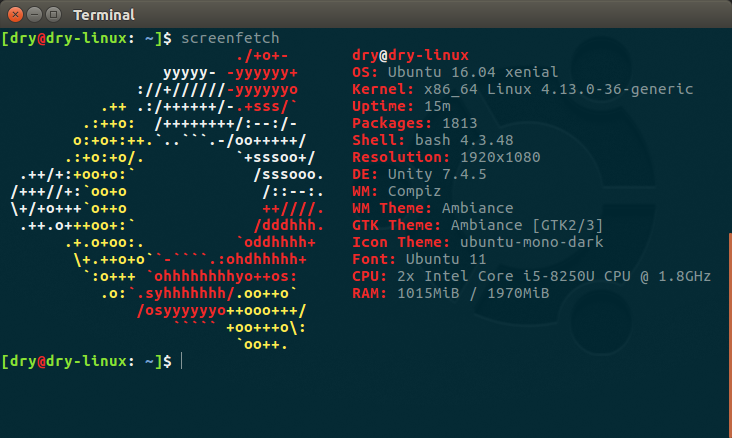 Terminal
[dry@dry-linux: ~]$ screenfetch
                          ./+o+-       dry@dry-linux
                  yyyyy- -yyyyyy+      OS: Ubuntu 16.04 xenial
               ://+//////-yyyyyyo      Kernel: x86_64 Linux 4.13.0-36-generic
           .++ .:/++++++/-.+sss/`      Uptime: 15m
         .:++o:  /++++++++/:--:/-      Packages: 1813
        o:+o+:++.`..```.-/oo+++++/     Shell: bash 4.3.48
       .:+o:+o/.          `+sssoo+/    Resolution: 1920x1080
  .++/+:+oo+o:`             /sssooo.   DE: Unity 7.4.5
 /+++//+:`oo+o               /::--:.   WM: Compiz
 \+/+o+++`o++o               ++////.   WM Theme: Ambiance
  .++.o+++oo+:`             /dddhhh.   GTK Theme: Ambiance [GTK2/3]
       .+.o+oo:.          `oddhhhh+    Icon Theme: ubuntu-mono-dark
        \+.++o+o``-````.:ohdhhhhh+     Font: Ubuntu 11
         `:o+++ `ohhhhhhhhyo++os:      CPU: 2x Intel Core i5-8250U CPU @ 1.8GHz
           .o:`.syhhhhhhh/.oo++o`      RAM: 1015MiB / 1970MiB
               /osyyyyyyo++ooo+++/
                   ````` +oo+++o\:
                          `oo++.
[dry@dry-linux: ~]$